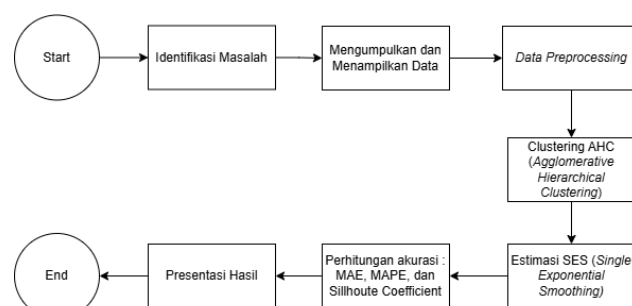 Start
Identifikasi Masalah
Mengumpulkan dan
Menampilkan Data
Data Preprocessing
Clustering AHC
(Agglomerative
Hierarchical
Clustering)
Estimasi SES (Single
Exponential
Smoothing)
Perhitungan akurasi :
MAE, MAPE, dan
Sillhoute Coefficient
Presentasi Hasil
End